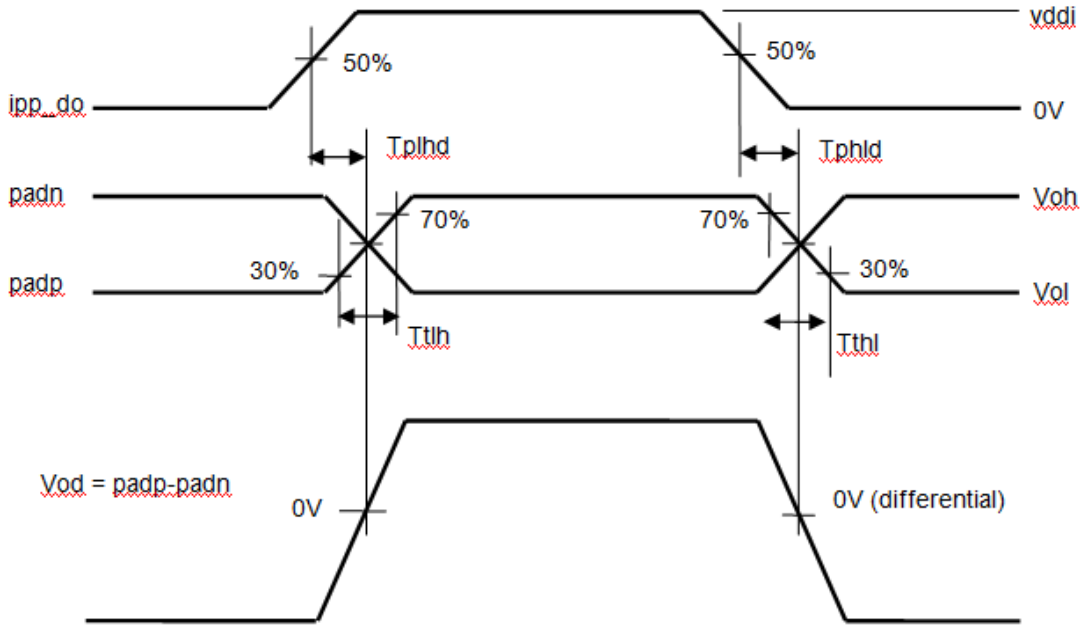 vddi
50%
50%
ipp_do
0V
Tplhd
Tphld
padn
Voh
70%
70%
30%
30%
padp
Vol
Ttlh
Tthl
Vod = padp-padn
0V
0V (differential)